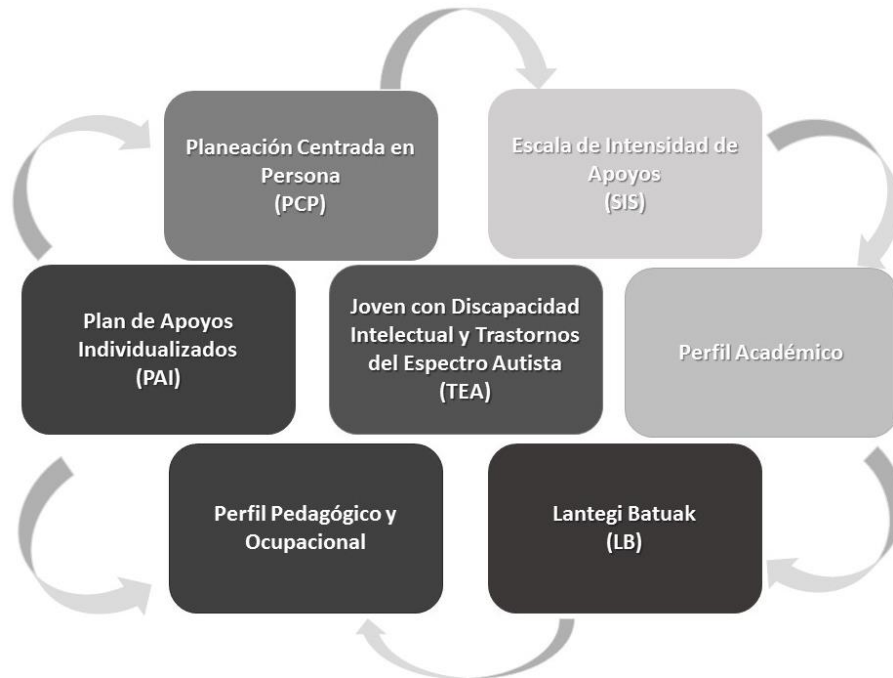 Planeación Centrada en
Persona
(PCP)
Escala de Intensidad de
Apoyos
(SIS)
Plan de Apoyos
Individualizados
(PAI)
Joven con Discapacidad
Intelectual y Trastornos
del Espectro Autista
(TEA)
Perfil Académico
Perfil Pedagógico y
Ocupacional
Lantegi Batuak
(LB)